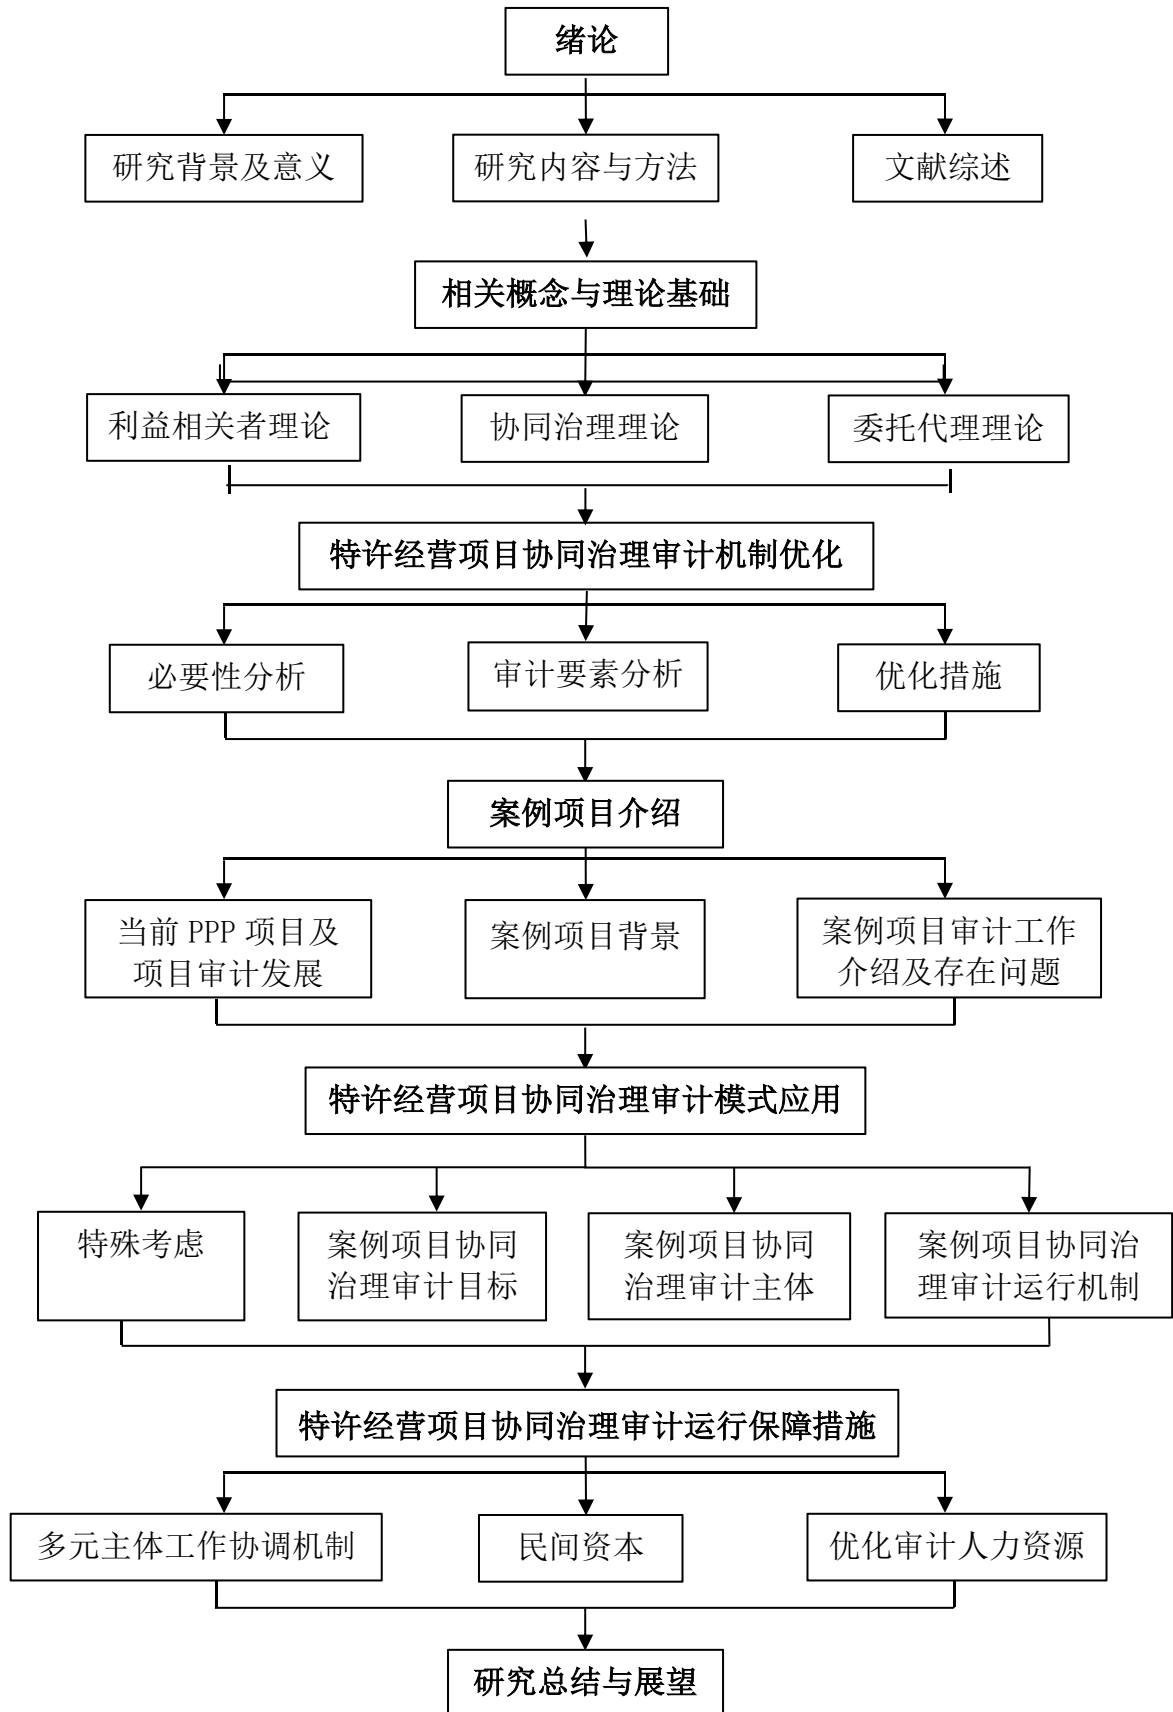 绪论
研究背景及意义
研究内容与方法
文献综述
相关概念与理论基础
利益相关者理论
协同治理理论
委托代理理论
特许经营项目协同治理审计机制优化
必要性分析
审计要素分析
优化措施
案例项目介绍
当前 PPP 项目及
项目审计发展
案例项目背景
案例项目审计工作
介绍及存在问题
特许经营项目协同治理审计模式应用
特殊考虑
案例项目协同
治理审计目标
案例项目协同
治理审计主体
案例项目协同治
理审计运行机制
特许经营项目协同治理审计运行保障措施
多元主体工作协调机制
民间资本
优化审计人力资源
研究总结与展望